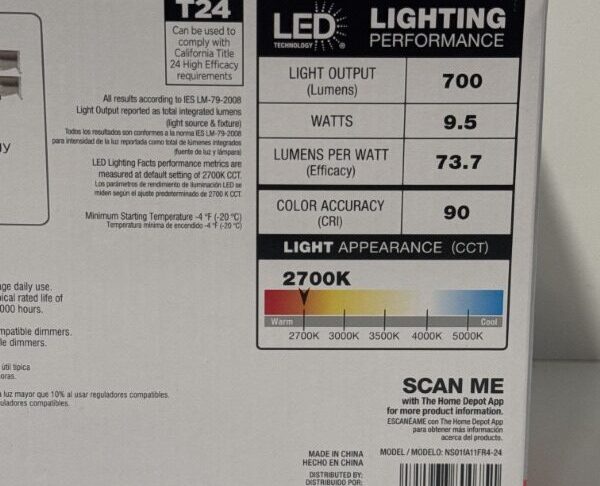 T24
Can be used to
comply with
California Title
24 High Efficacy
requirements
All results according to IES LM-79-2008
Light Output reported as total integrated lumens
(light source & fixture)
Todos los resultados son conformes a la norma IES LM-79-2008
para intensidad de la luz reportada como total de lúmenes integrados
(fuente de luz y lámpara)
LED Lighting Facts performance metrics are
measured at default setting of 2700K CCT.
Los parámetros de rendimiento de iluminación LED se
miden según el ajuste predeterminado de 2700 K CCT.
Minimum Starting Temperature -4 °F (-20 °C)
Temperatura mínima de encendido -4 °F (-20 °C)
LED
TECHNOLOGY
LIGHTING
PERFORMANCE
LIGHT OUTPUT
(Lumens)
700
WATTS
9.5
LUMENS PER WATT
(Efficacy)
73.7
COLOR ACCURACY
(CRI)
90
LIGHT APPEARANCE (CCT)
2700K
Warm
Cool
2700K 3000K 3500K 4000K 5000K
daily use.
rated life of
000 hours.
dimmers.
dimmers.
útil típica
luz mayor que 10% al usar reguladores compatibles.
compatibles.
SCAN ME
with The Home Depot App
for more product information.
ESCANÉAME con The Home Depot App
para obtener más información
acerca del producto.
MADE IN CHINA
HECHO EN CHINA
MODEL / MODELO: NS01IA11FR4-24
DISTRIBUTED BY:
DISTRIBUIDO POR: